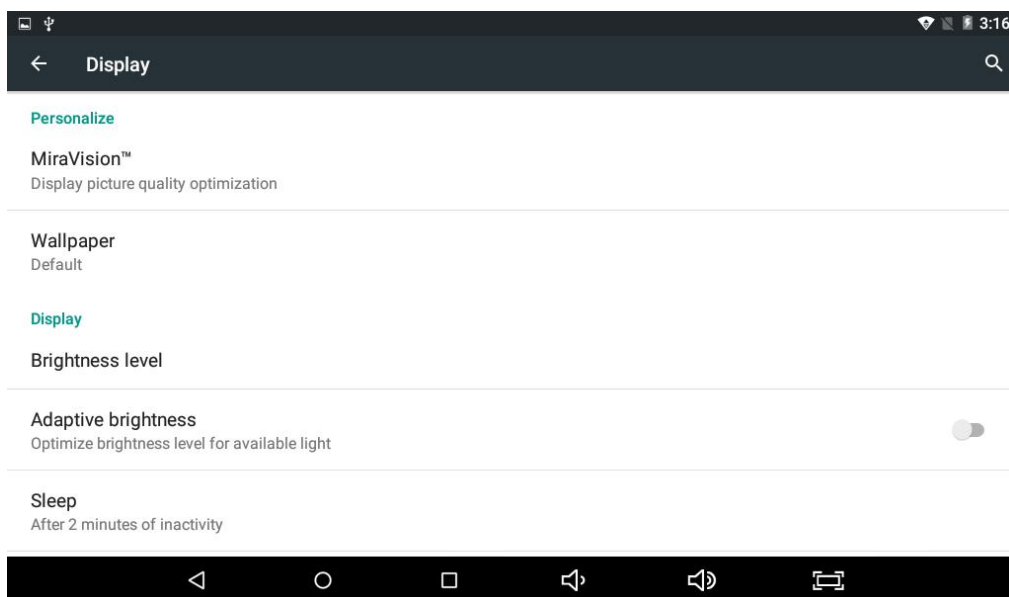 3:16
Display
Personalize
MiraVision™
Display picture quality optimization
Wallpaper
Default
Display
Brightness level
Adaptive brightness
Optimize brightness level for available light
Sleep
After 2 minutes of inactivity